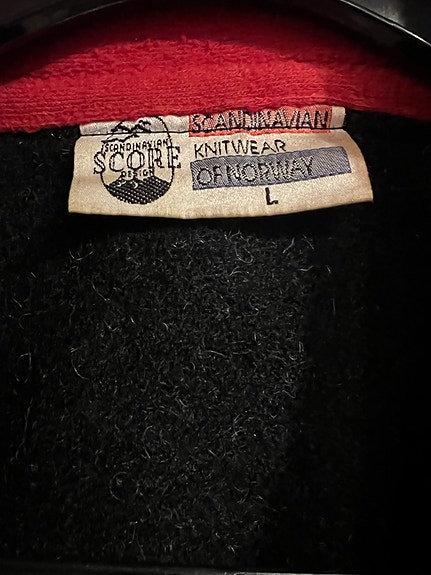 SCANDINAVIAN
SCORE
DESIGN
SCANDINAVIAN
KNITWEAR
OF NORWAY
L